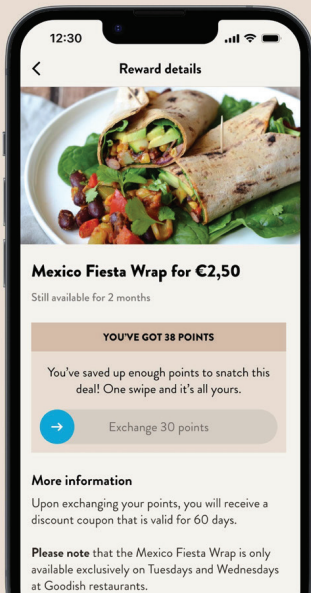 12:30
Reward details
Mexico Fiesta Wrap for €2,50
Still available for 2 months
YOU'VE GOT 38 POINTS
You've saved up enough points to snatch this
deal! One swipe and it's all yours.
Exchange 30 points
More information
Upon exchanging your points, you will receive a
discount coupon that is valid for 60 days.
Please note that the Mexico Fiesta Wrap is only
available exclusively on Tuesdays and Wednesdays
at Goodish restaurants.